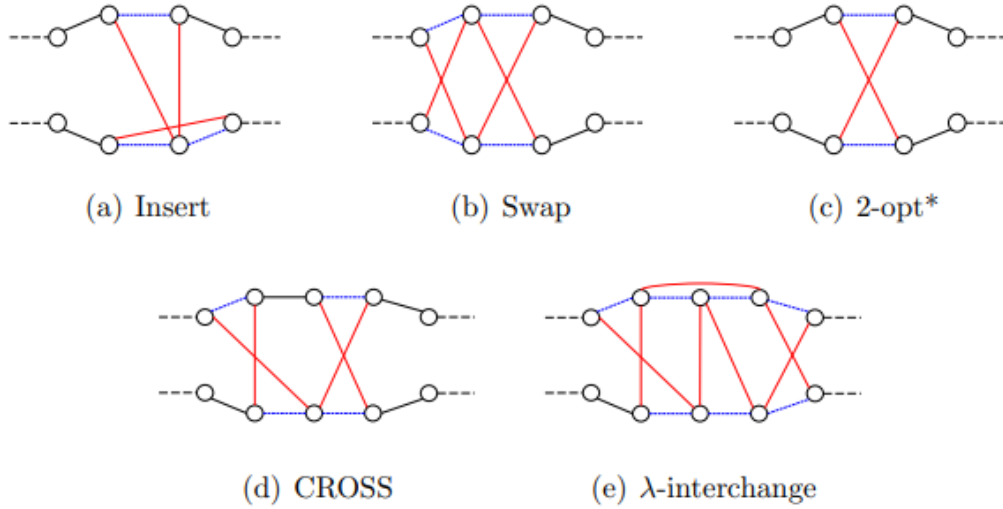 (a) Insert
(b) Swap
(c) 2-opt*
(d) CROSS
(e) λ-interchange